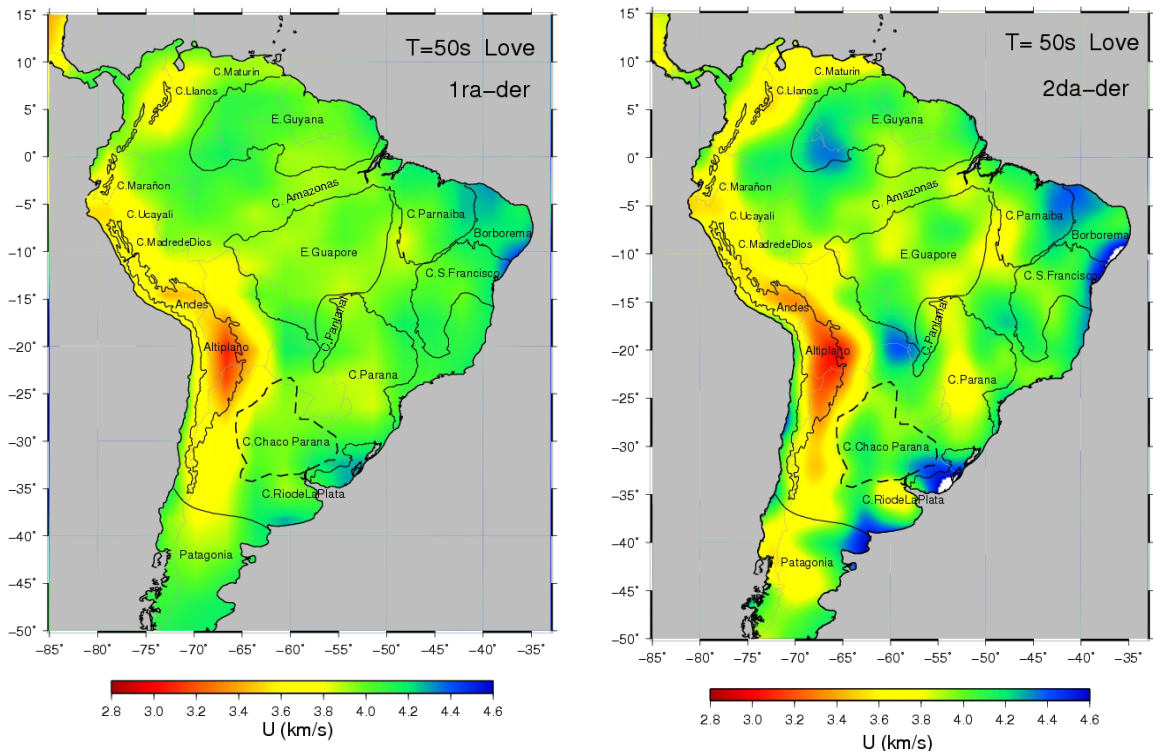 T=50s Love
1ra-der
C.Maturin
C.Llanos
E.Guyana
C.Marañon
C. Amazonas
C.Ucayali
C.Parnaiba
C.MadredeDios
Borborema
E.Guapore
C.S.Francisco
Andes
C.Pantanal
Altiplano
C.Parana
C.Chaco Parana
C.RiodeLaPlata
Patagonia
15˚
10˚
5˚
0˚
−5˚
−10˚
−15˚
−20˚
−25˚
−30˚
−35˚
−40˚
−45˚
−50˚
−85˚ −80˚ −75˚ −70˚ −65˚ −60˚ −55˚ −50˚ −45˚ −40˚ −35˚
2.8 3.0 3.2 3.4 3.6 3.8 4.0 4.2 4.4 4.6
U (km/s)
T= 50s Love
2da-der
C.Maturin
C.Llanos
E.Guyana
C.Marañon
C. Amazonas
C.Ucayali
C.Parnaiba
C.MadredeDios
Borborema
E.Guapore
C.S.Francisco
Andes
C.Pantanal
Altiplano
C.Parana
C.Chaco Parana
C.RiodeLaPlata
Patagonia
15˚
10˚
5˚
0˚
−5˚
−10˚
−15˚
−20˚
−25˚
−30˚
−35˚
−40˚
−45˚
−50˚
−85˚ −80˚ −75˚ −70˚ −65˚ −60˚ −55˚ −50˚ −45˚ −40˚ −35˚
2.8 3.0 3.2 3.4 3.6 3.8 4.0 4.2 4.4 4.6
U (km/s)